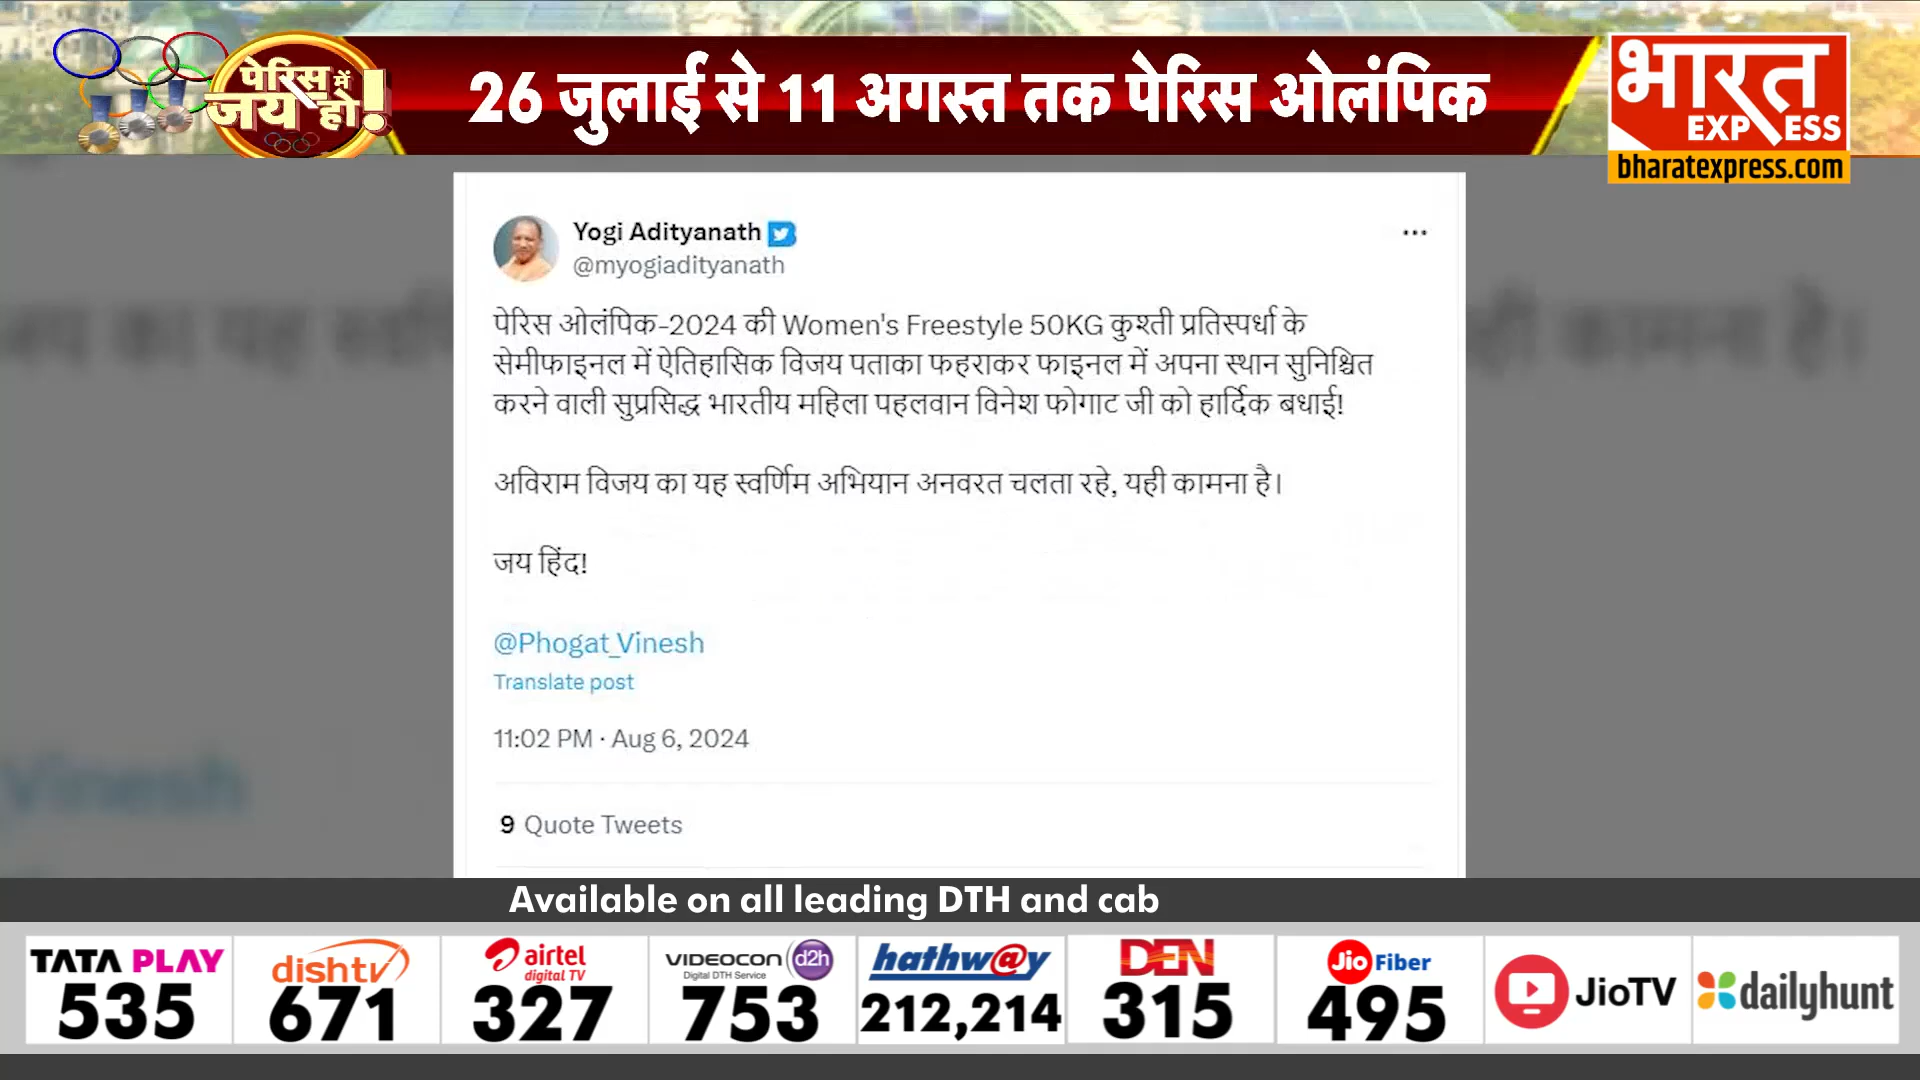 पेरिस में
जय हो!
26 जुलाई से 11 अगस्त तक पेरिस ओलंपिक
भारत
EXPRESS
bharatexpress.com
Yogi Adityanath
@myogiadityanath
पेरिस ओलंपिक-2024 की Women's Freestyle 50KG कुश्ती प्रतिस्पर्धा के
सेमीफाइनल में ऐतिहासिक विजय पताका फहराकर फाइनल में अपना स्थान सुनिश्चित
करने वाली सुप्रसिद्ध भारतीय महिला पहलवान विनेश फोगाट जी को हार्दिक बधाई!
अविराम विजय का यह स्वर्णिम अभियान अनवरत चलता रहे, यही कामना है।
जय हिंद!
@Phogat_Vinesh
Translate post
11:02 PM · Aug 6, 2024
9 Quote Tweets
Available on all leading DTH and cab
TATA PLAY
535
dishtv
671
airtel
digital TV
327
VIDEOCON d2h
Digital DTH Service
753
hathw@y
212,214
DEN
315
Jio Fiber
495
JioTV
dailyhunt